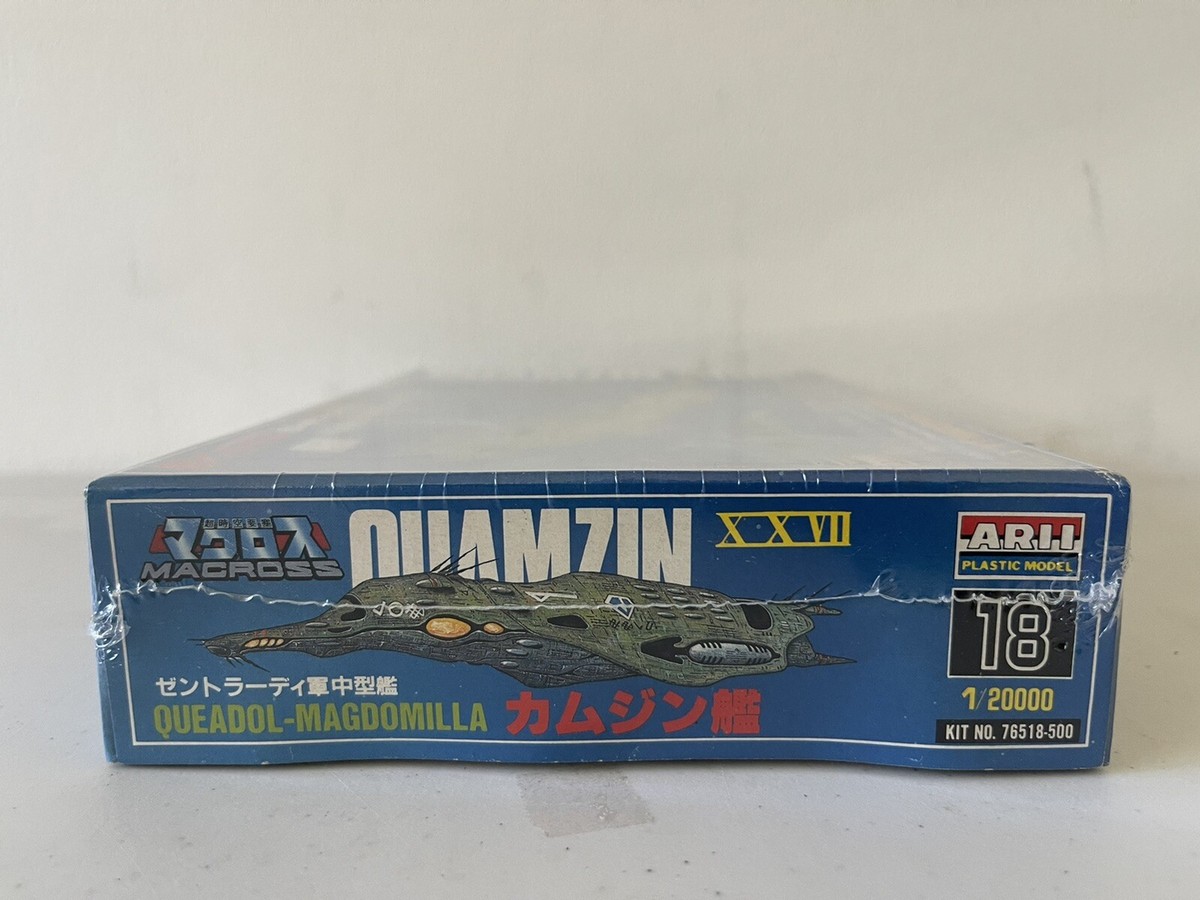 超時空要塞
マクロス
MACROSS
QUAMZIN
XXVII
ゼントラーディ軍中型艦
QUEADOL-MAGDOMILLA カムジン艦
ARII
PLASTIC MODEL
18
1/20000
KIT NO. 76518-500